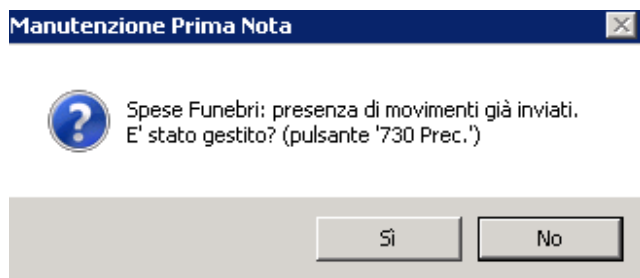 Manutenzione Prima Nota
Spese Funebri: presenza di movimenti già inviati.
E' stato gestito? (pulsante '730 Prec.')
Sì
No